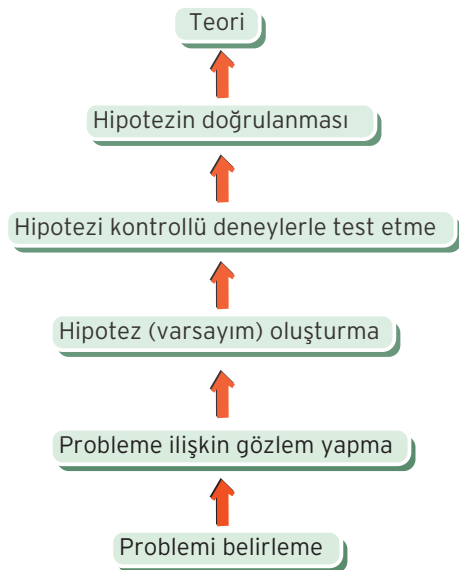 Teori
Hipotezin doğrulanması
Hipotezi kontrollü deneylerle test etme
Hipotez (varsayım) oluşturma
Probleme ilişkin gözlem yapma
Problemi belirleme